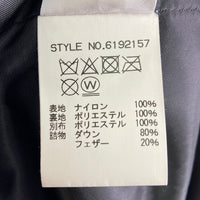 STYLE NO.6192157
W
表地 ナイロン 100%
裏地 ポリエステル 100%
別布 ポリエステル 100%
詰物 ダウン 80%
フェザー 20%